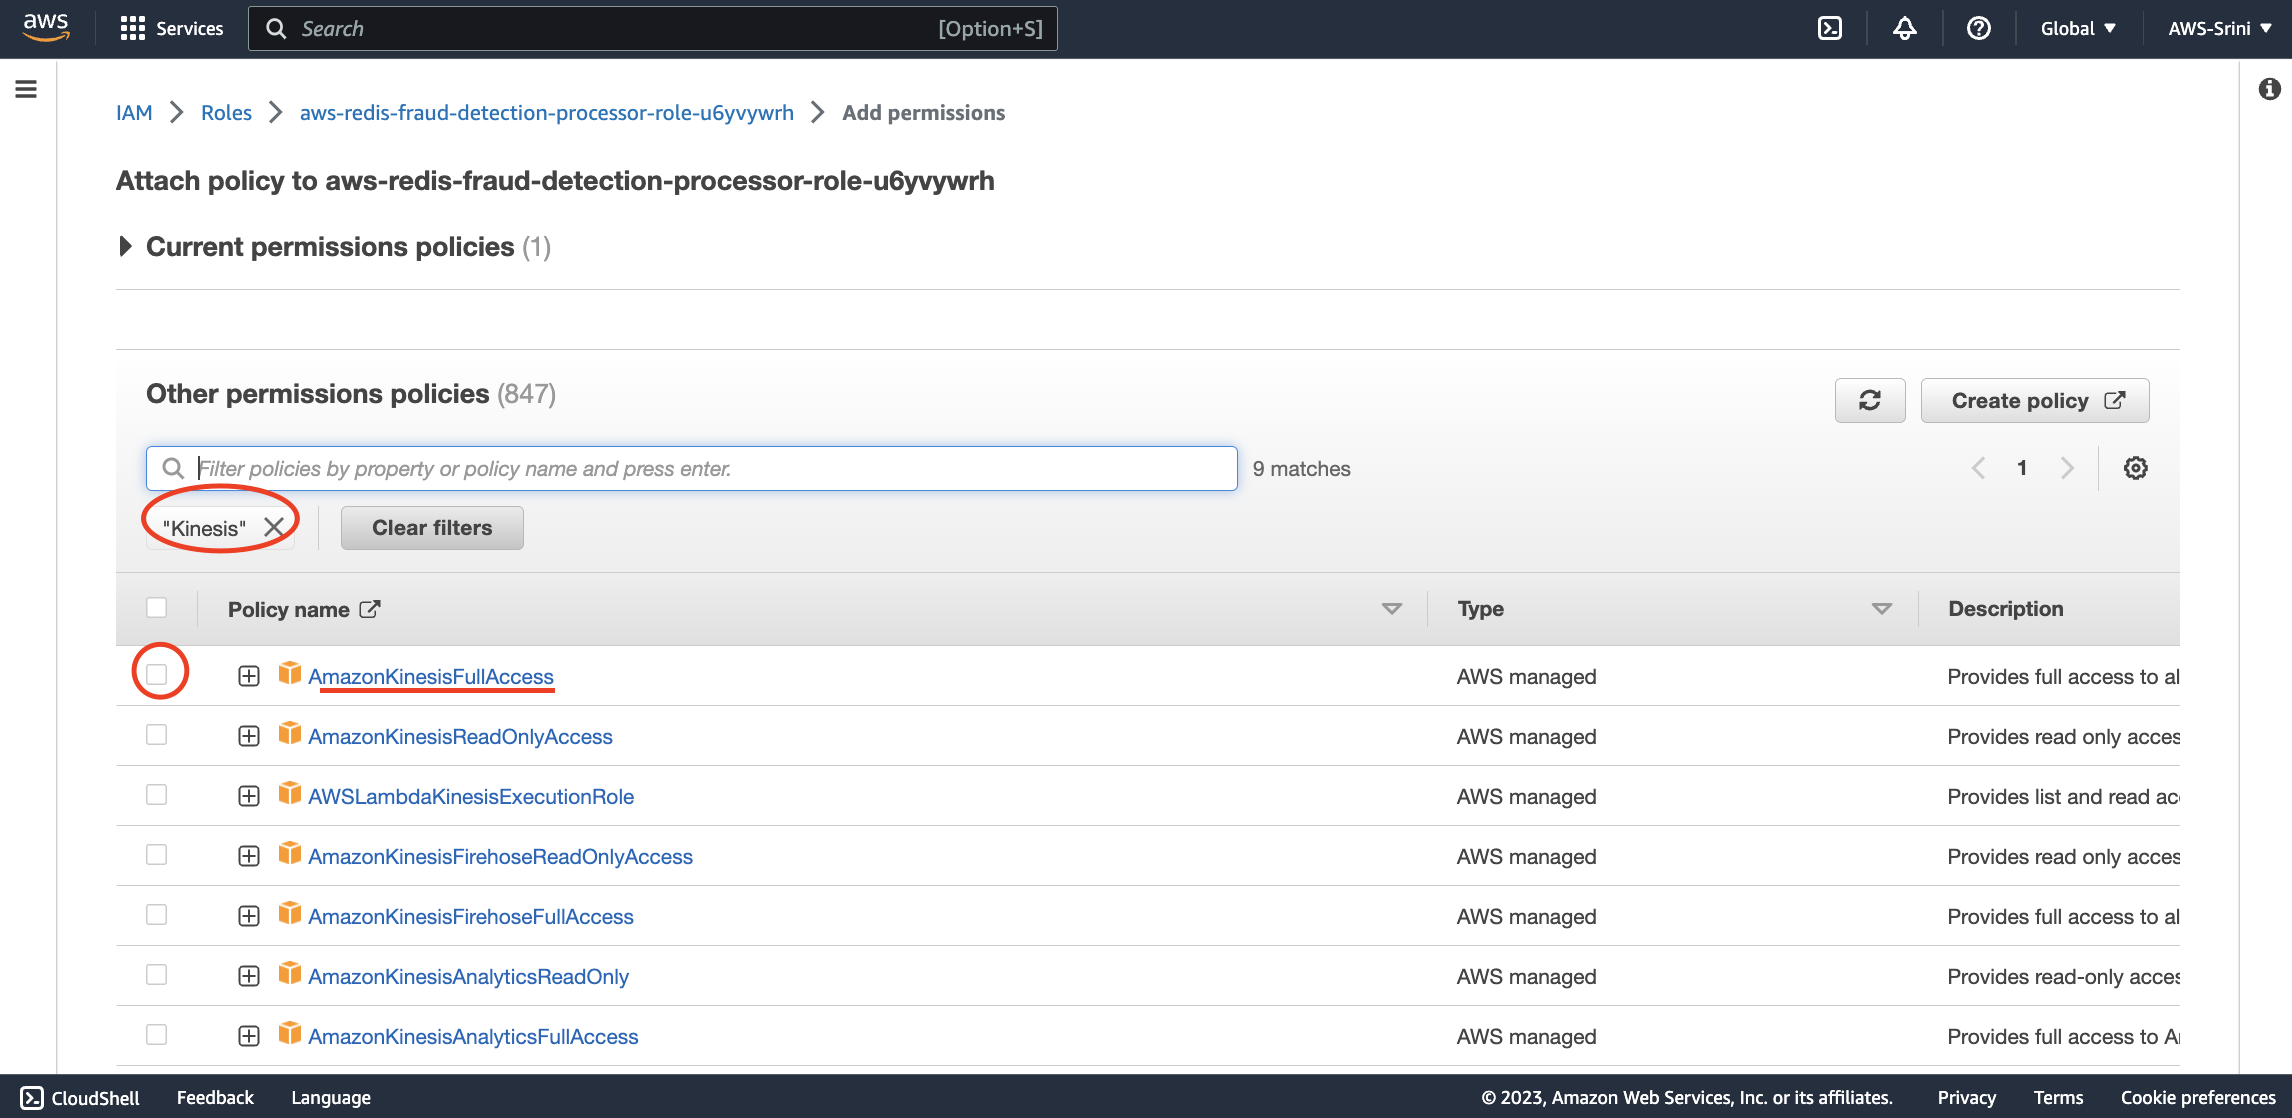 aws Services Search [Option+S] Global AWS-Srini
IAM Roles aws-redis-fraud-detection-processor-role-u6yvywrh Add permissions
Attach policy to aws-redis-fraud-detection-processor-role-u6yvywrh
Current permissions policies (1)
Other permissions policies (847)
Create policy
Filter policies by property or policy name and press enter. 9 matches 1
"Kinesis" Clear filters
Policy name Type Description
AmazonKinesisFullAccess AWS managed Provides full access to al
AmazonKinesisReadOnlyAccess AWS managed Provides read only acces
AWSLambdaKinesisExecutionRole AWS managed Provides list and read ac
AmazonKinesisFirehoseReadOnlyAccess AWS managed Provides read only acces
AmazonKinesisFirehoseFullAccess AWS managed Provides full access to al
AmazonKinesisAnalyticsReadOnly AWS managed Provides read-only acces
AmazonKinesisAnalyticsFullAccess AWS managed Provides full access to A
CloudShell Feedback Language © 2023, Amazon Web Services, Inc. or its affiliates. Privacy Terms Cookie preferences